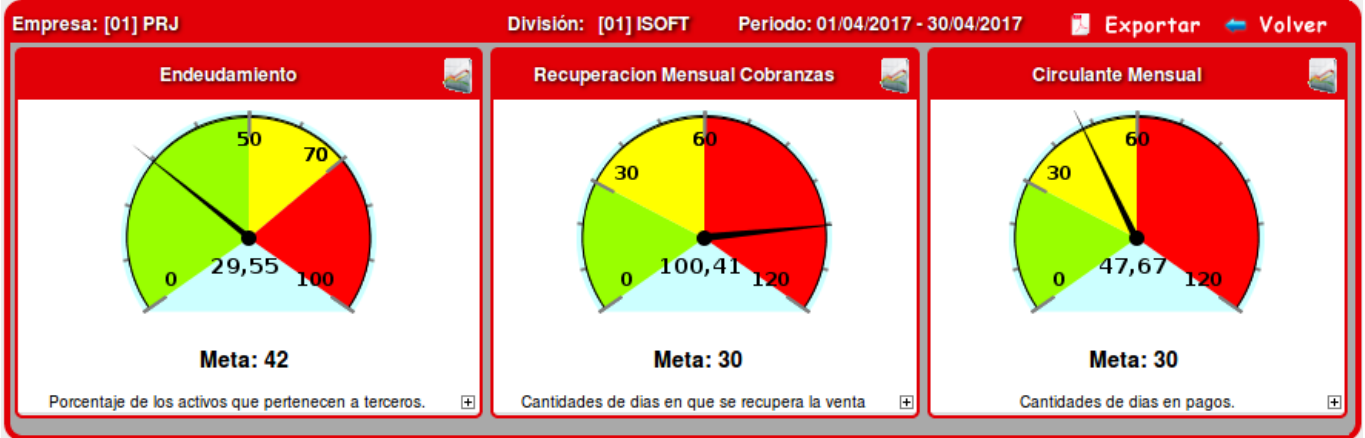 Empresa: [01] PRJ División: [01] ISOFT Periodo: 01/04/2017 - 30/04/2017 Exportar Volver
Endeudamiento
50
70
0
29,55
100
Meta: 42
Porcentaje de los activos que pertenecen a terceros.
Recuperacion Mensual Cobranzas
60
30
0
100,41
120
Meta: 30
Cantidades de dias en que se recupera la venta
Circulante Mensual
60
30
0
47,67
120
Meta: 30
Cantidades de dias en pagos.